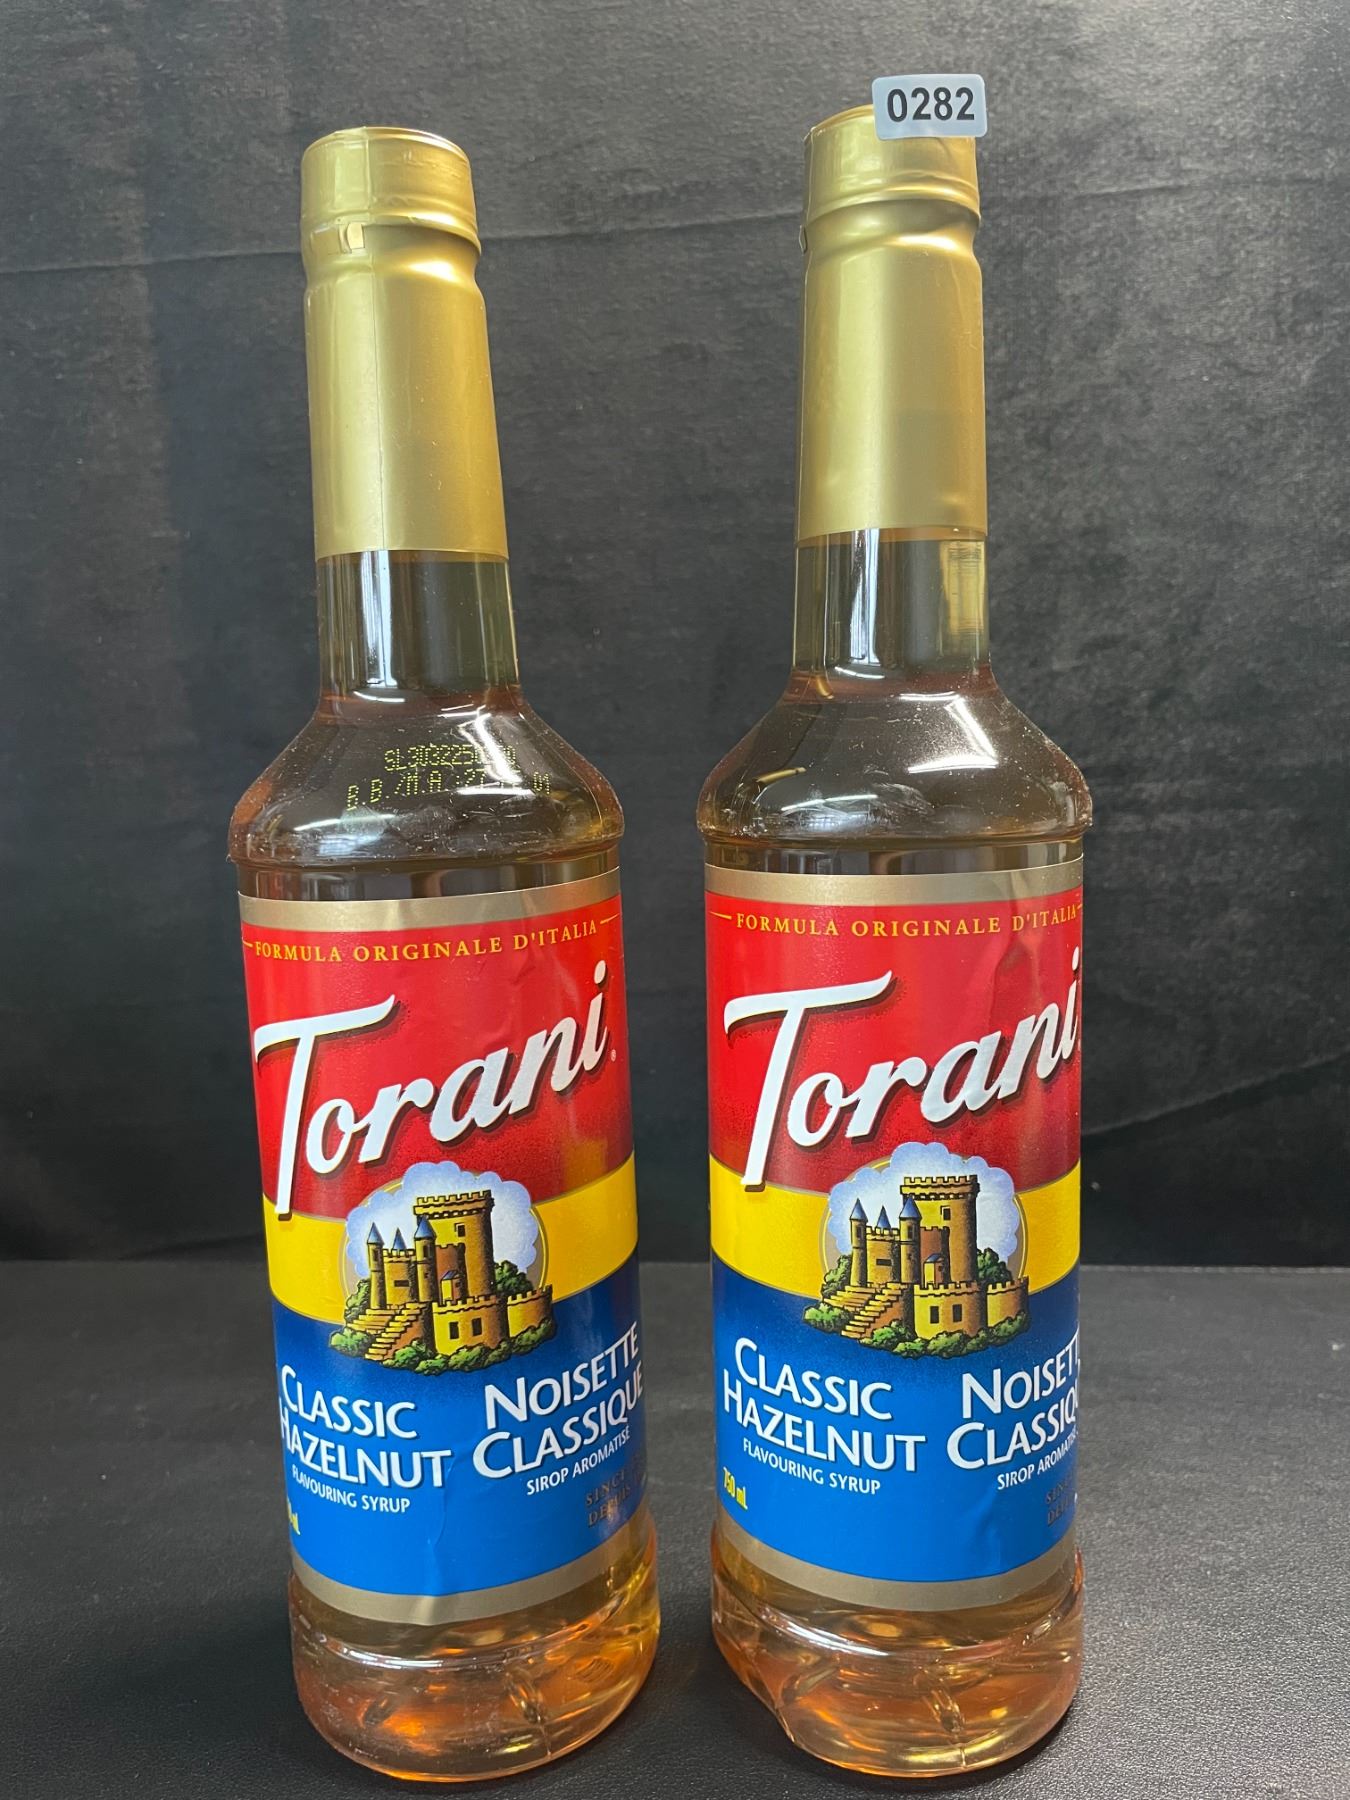 0282
B.B./M.A.
FORMULA ORIGINALE D'ITALIA
Torani®
CLASSIC
HAZELNUT
FLAVOURING SYRUP
NOISETTE
CLASSIQUE
SIROP AROMATISÉ
FORMULA ORIGINALE D'ITALIA
Torani
CLASSIC
HAZELNUT
FLAVOURING SYRUP
750 mL